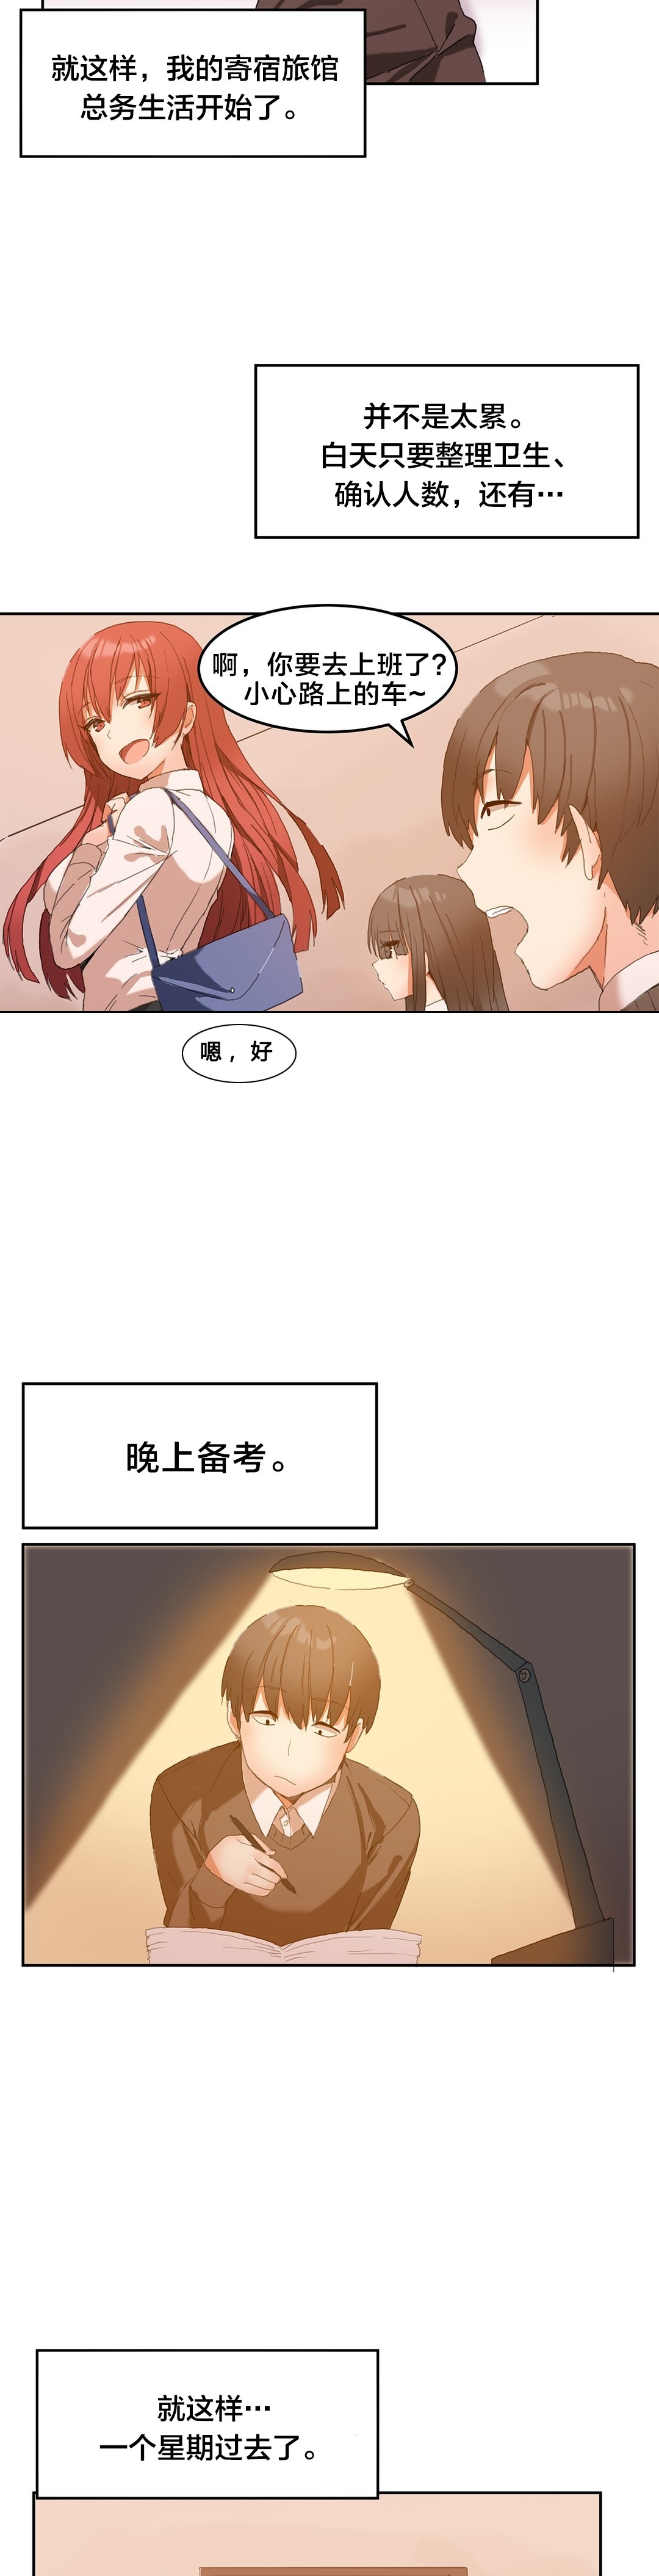 就这样，我的寄宿旅馆
总务生活开始了。
并不是太累。
白天只要整理卫生、
确认人数，还有…
啊，你要去上班了?
小心路上的车~
嗯，好
晚上备考。
就这样…
一个星期过去了。